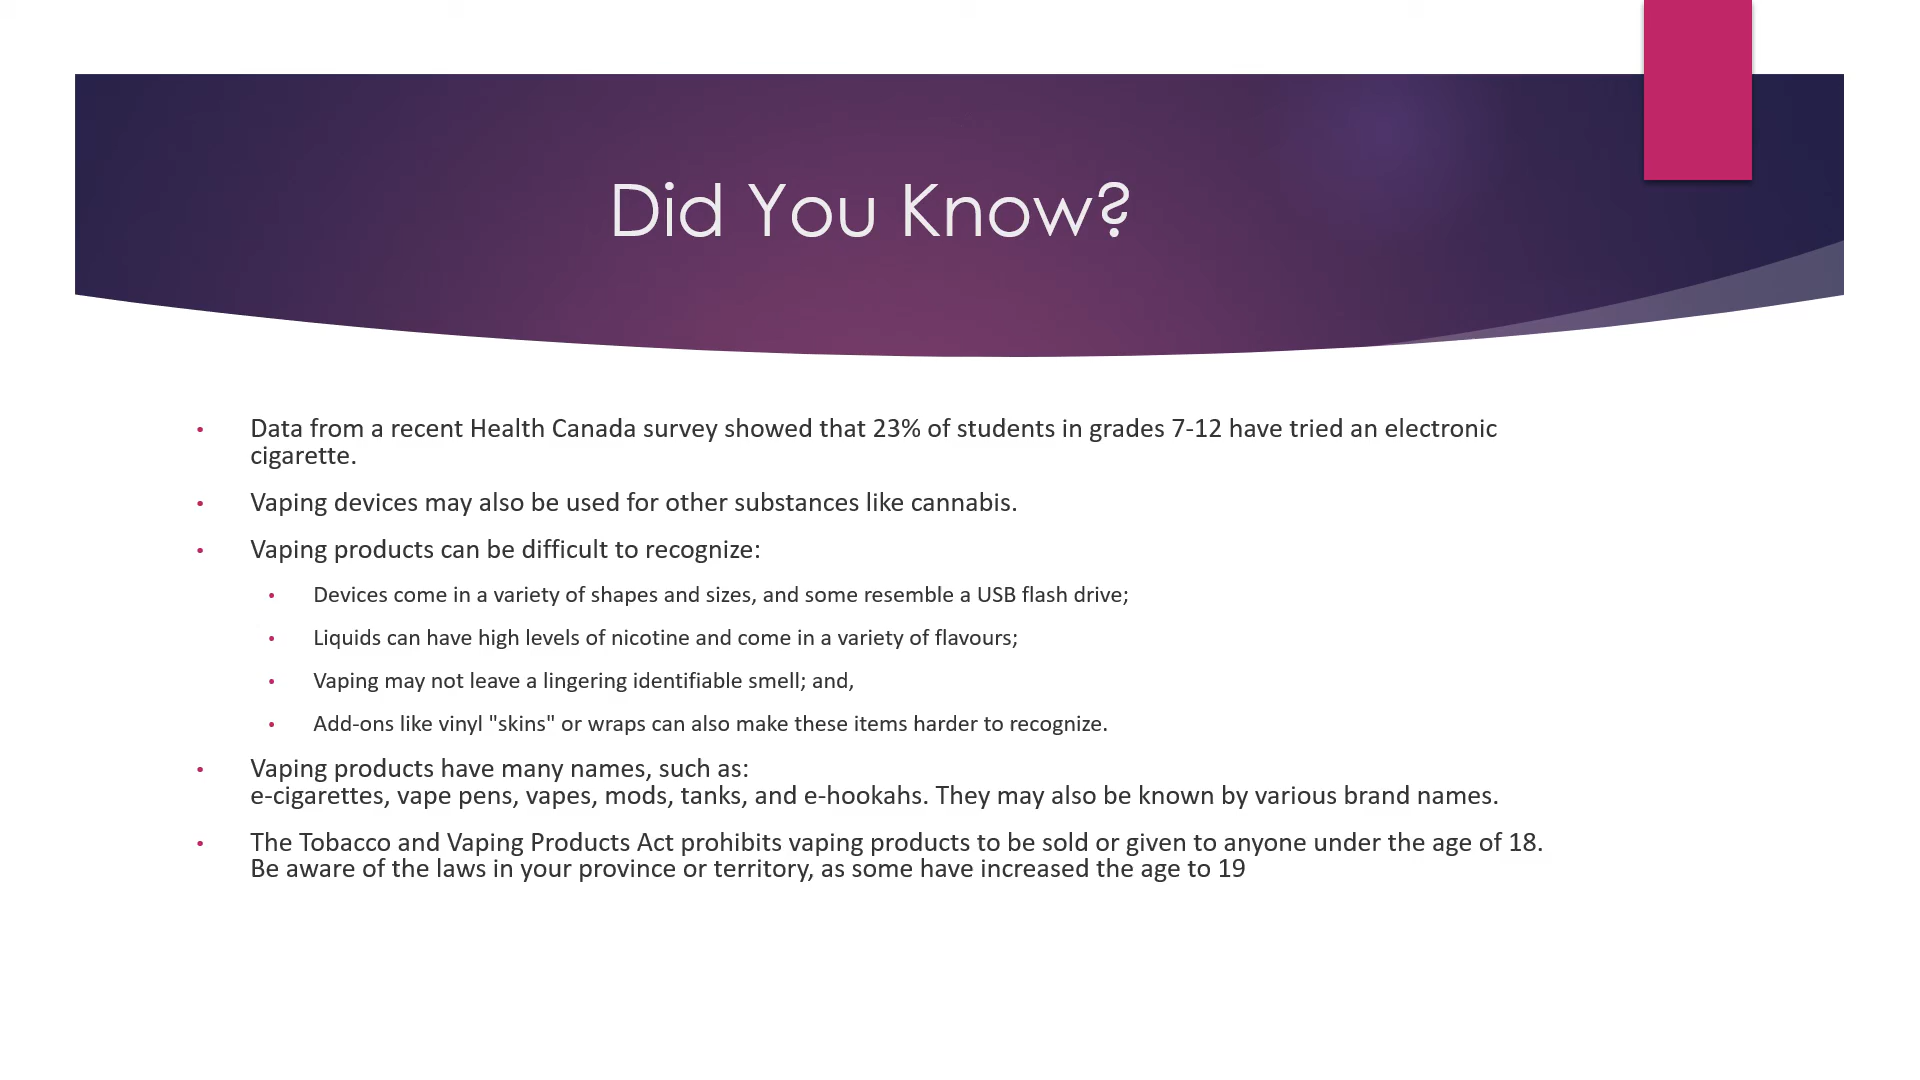 Did You Know?
• Data from a recent Health Canada survey showed that 23% of students in grades 7-12 have tried an electronic
cigarette.
• Vaping devices may also be used for other substances like cannabis.
• Vaping products can be difficult to recognize:
• Devices come in a variety of shapes and sizes, and some resemble a USB flash drive;
• Liquids can have high levels of nicotine and come in a variety of flavours;
• Vaping may not leave a lingering identifiable smell; and,
• Add-ons like vinyl "skins" or wraps can also make these items harder to recognize.
• Vaping products have many names, such as:
e-cigarettes, vape pens, vapes, mods, tanks, and e-hookahs. They may also be known by various brand names.
• The Tobacco and Vaping Products Act prohibits vaping products to be sold or given to anyone under the age of 18.
Be aware of the laws in your province or territory, as some have increased the age to 19